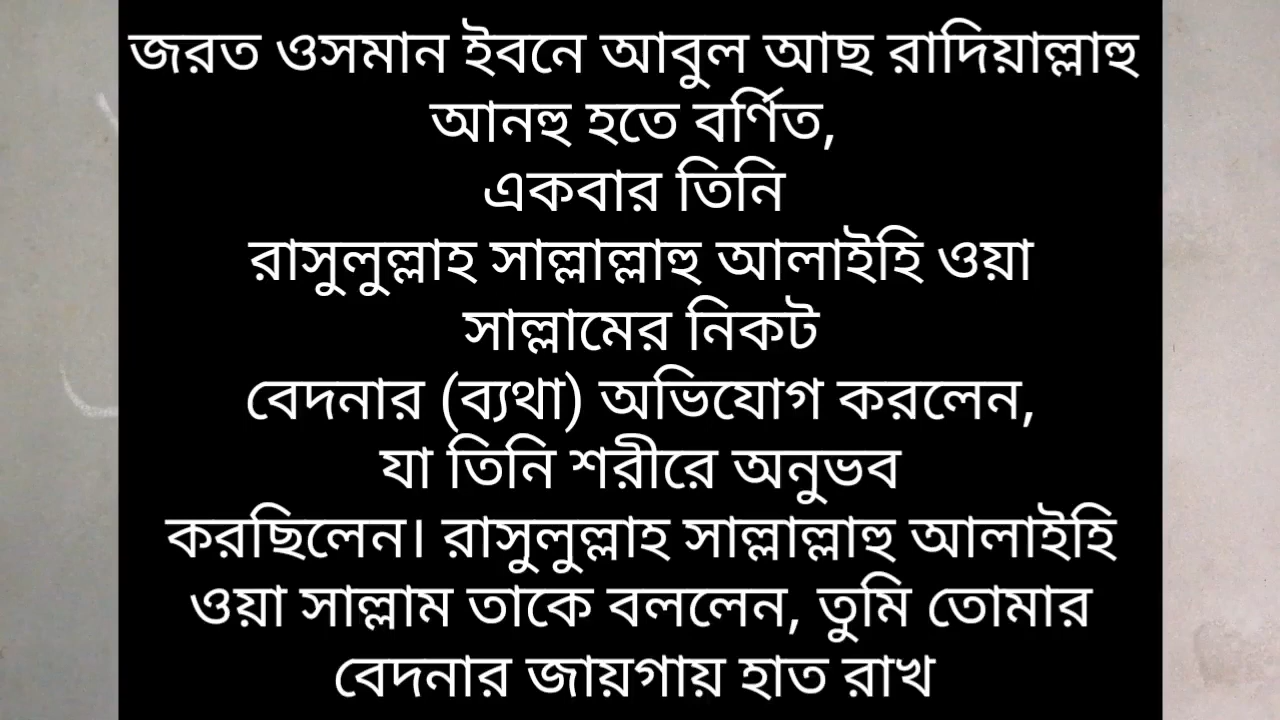 জরত ওসমান ইবনে আবুল আছ রাদিয়াল্লাহু
আনহু হতে বর্ণিত,
একবার তিনি
রাসুলুল্লাহ সাল্লাল্লাহু আলাইহি ওয়া
সাল্লামের নিকট
বেদনার (ব্যথা) অভিযোগ করলেন,
যা তিনি শরীরে অনুভব
করছিলেন। রাসুলুল্লাহ সাল্লাল্লাহু আলাইহি
ওয়া সাল্লাম তাকে বললেন, তুমি তোমার
বেদনার জায়গায় হাত রাখ